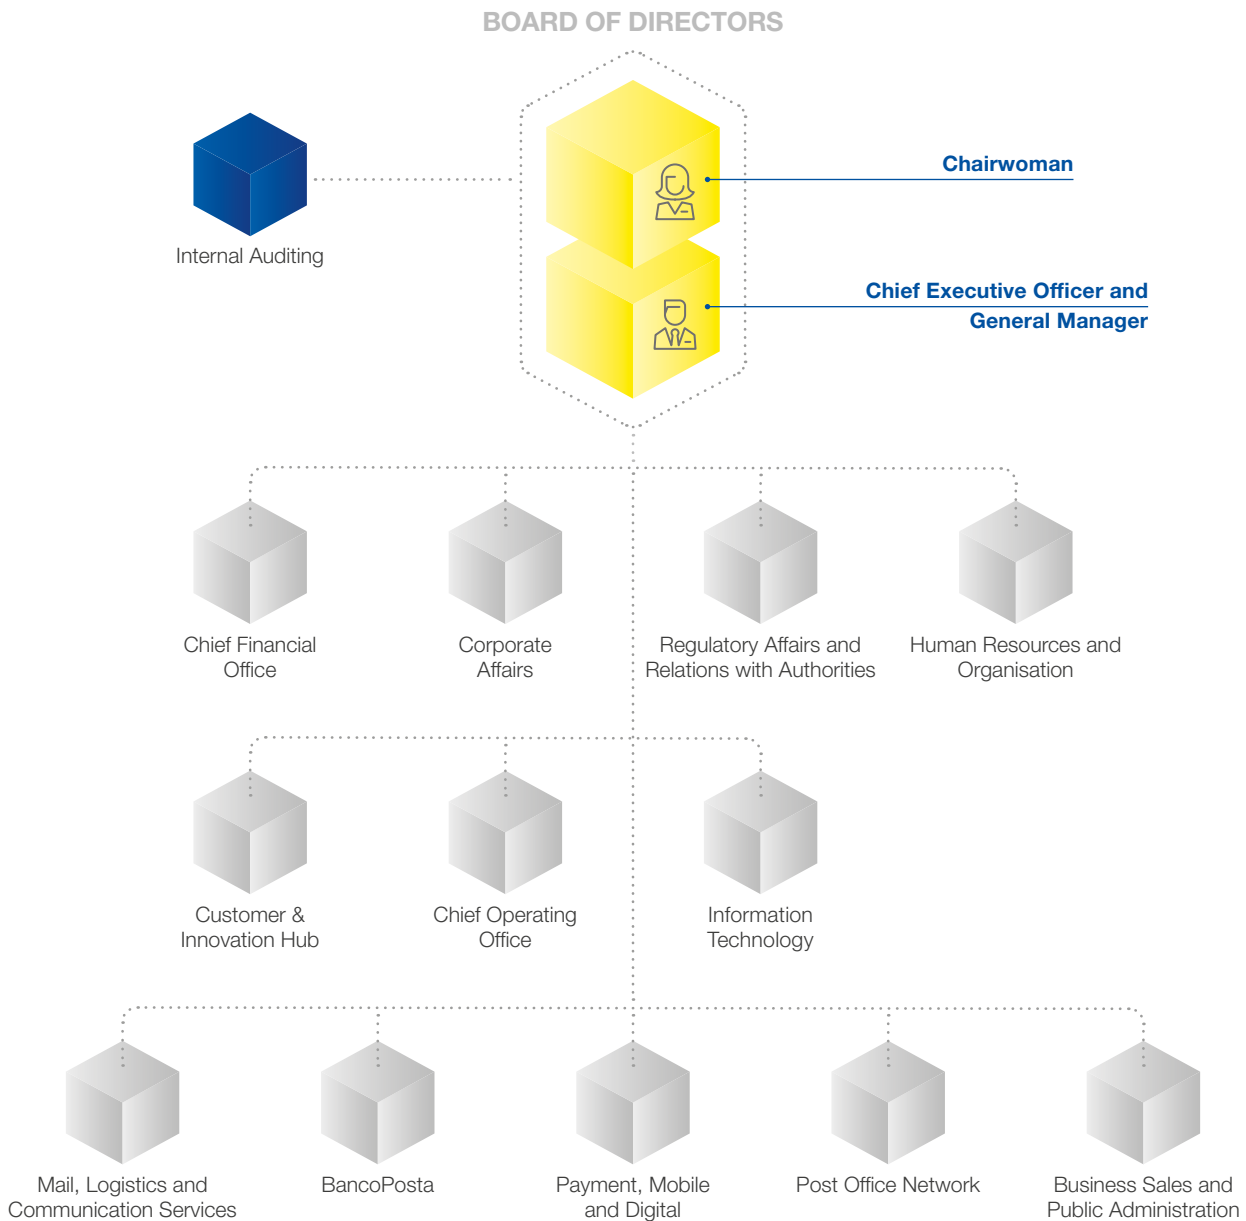 BOARD OF DIRECTORS
Chairwoman
Internal Auditing
Chief Executive Officer and
General Manager
Chief Financial
Office
Corporate
Affairs
Regulatory Affairs and
Relations with Authorities
Human Resources and
Organisation
Customer &
Innovation Hub
Chief Operating
Office
Information
Technology
Mail, Logistics and
Communication Services
BancoPosta
Payment, Mobile
and Digital
Post Office Network
Business Sales and
Public Administration